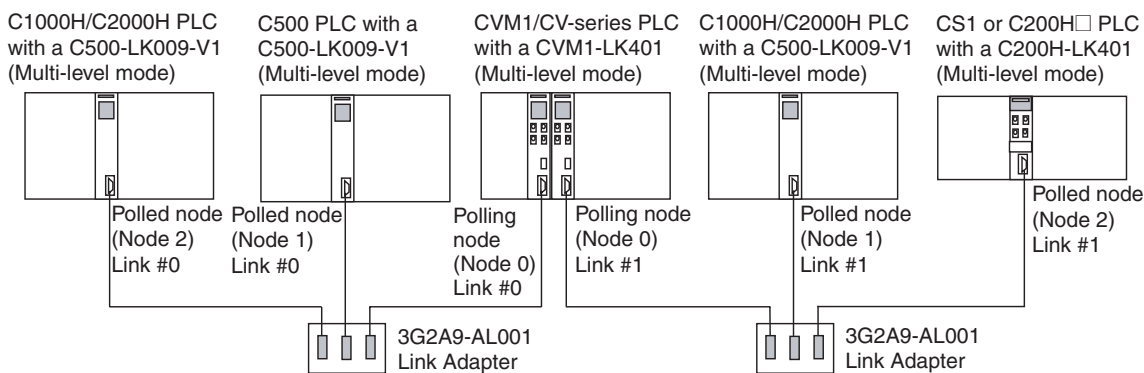 C1000H/C2000H PLC
with a C500-LK009-V1
(Multi-level mode)
C500 PLC with a
C500-LK009-V1
(Multi-level mode)
CVM1/CV-series PLC
with a CVM1-LK401
(Multi-level mode)
C1000H/C2000H PLC
with a C500-LK009-V1
(Multi-level mode)
CS1 or C200H□ PLC
with a C200H-LK401
(Multi-level mode)
Polled node
(Node 2)
Link #0
Polled node
(Node 1)
Link #0
Polling
node
(Node 0)
Link #0
Polling node
(Node 0)
Link #1
Polled node
(Node 1)
Link #1
Polled node
(Node 2)
Link #1
3G2A9-AL001
Link Adapter
3G2A9-AL001
Link Adapter